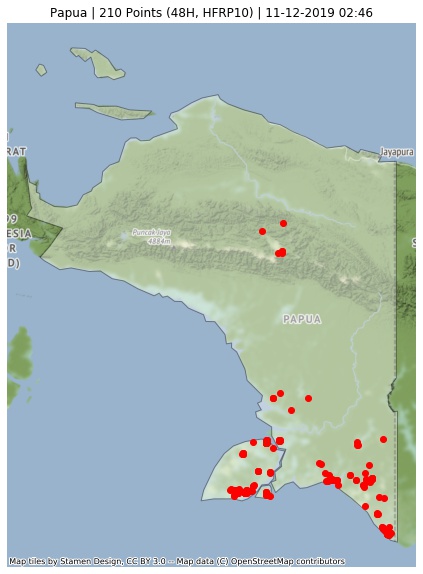 Papua | 210 Points (48H, HFRP10) | 11-12-2019 02:46
RAT
Jayapura
ESIA
R
D)
Puncak Jaya
4884m
S
PAPUA
Map tiles by Stamen Design, CC BY 3.0 -- Map data (C) OpenStreetMap contributors